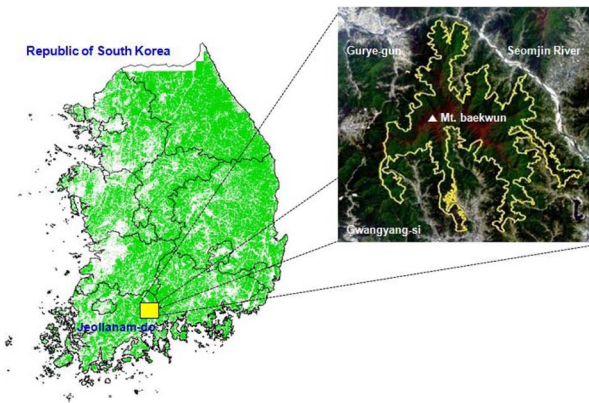 Republic of South Korea
Gurye-gun
Seomjin River
Mt. baekwun
Gwangyang-si
Jeollanam-do